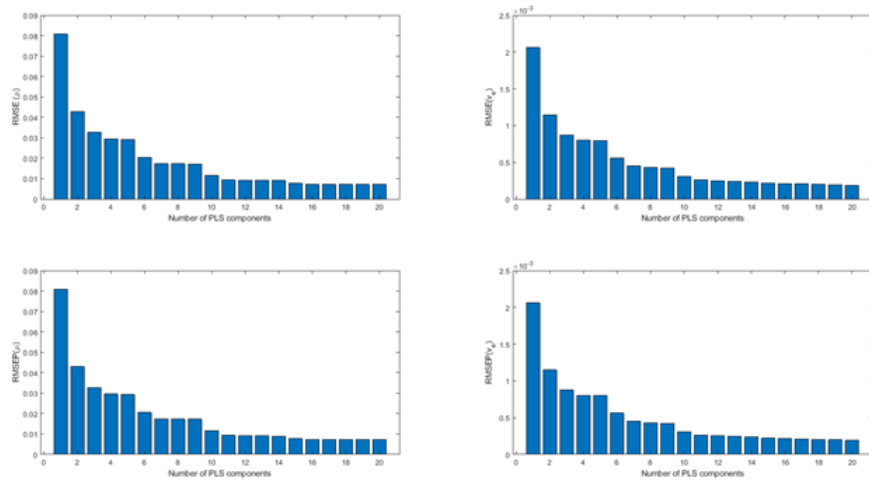 0.09
0.08
0.07
0.06
0.05
0.04
0.03
0.02
0.01
0
RMSE (μ)
0 2 4 6 8 10 12 14 16 18 20
Number of PLS components
×10⁻³
2.5
2
1.5
1
0.5
0
RMSE(νₑ)
0 2 4 6 8 10 12 14 16 18 20
Number of PLS components
0.09
0.08
0.07
0.06
0.05
0.04
0.03
0.02
0.01
0
RMSEP(μ)
0 2 4 6 8 10 12 14 16 18 20
Number of PLS components
×10⁻³
2.5
2
1.5
1
0.5
0
RMSEP(νₑ)
0 2 4 6 8 10 12 14 16 18 20
Number of PLS components